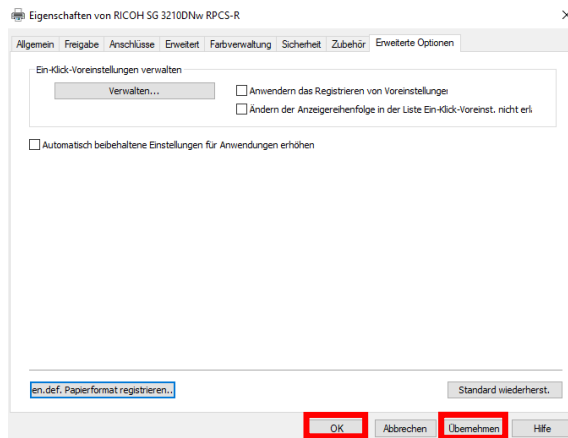 Eigenschaften von RICOH SG 3210DNw RPCS-R
Allgemein Freigabe Anschlüsse Erweitert Farbverwaltung Sicherheit Zubehör Erweiterte Optionen
Ein-Klick-Voreinstellungen verwalten
Verwalten... Anwendern das Registrieren von Voreinstellunger
Ändern der Anzeigereihenfolge in der Liste Ein-Klick-Voreinst. nicht erl
Automatisch beibehaltene Einstellungen für Anwendungen erhöhen
en.def. Papierformat registrieren.. Standard wiederherst.
OK Abbrechen Übernehmen Hilfe